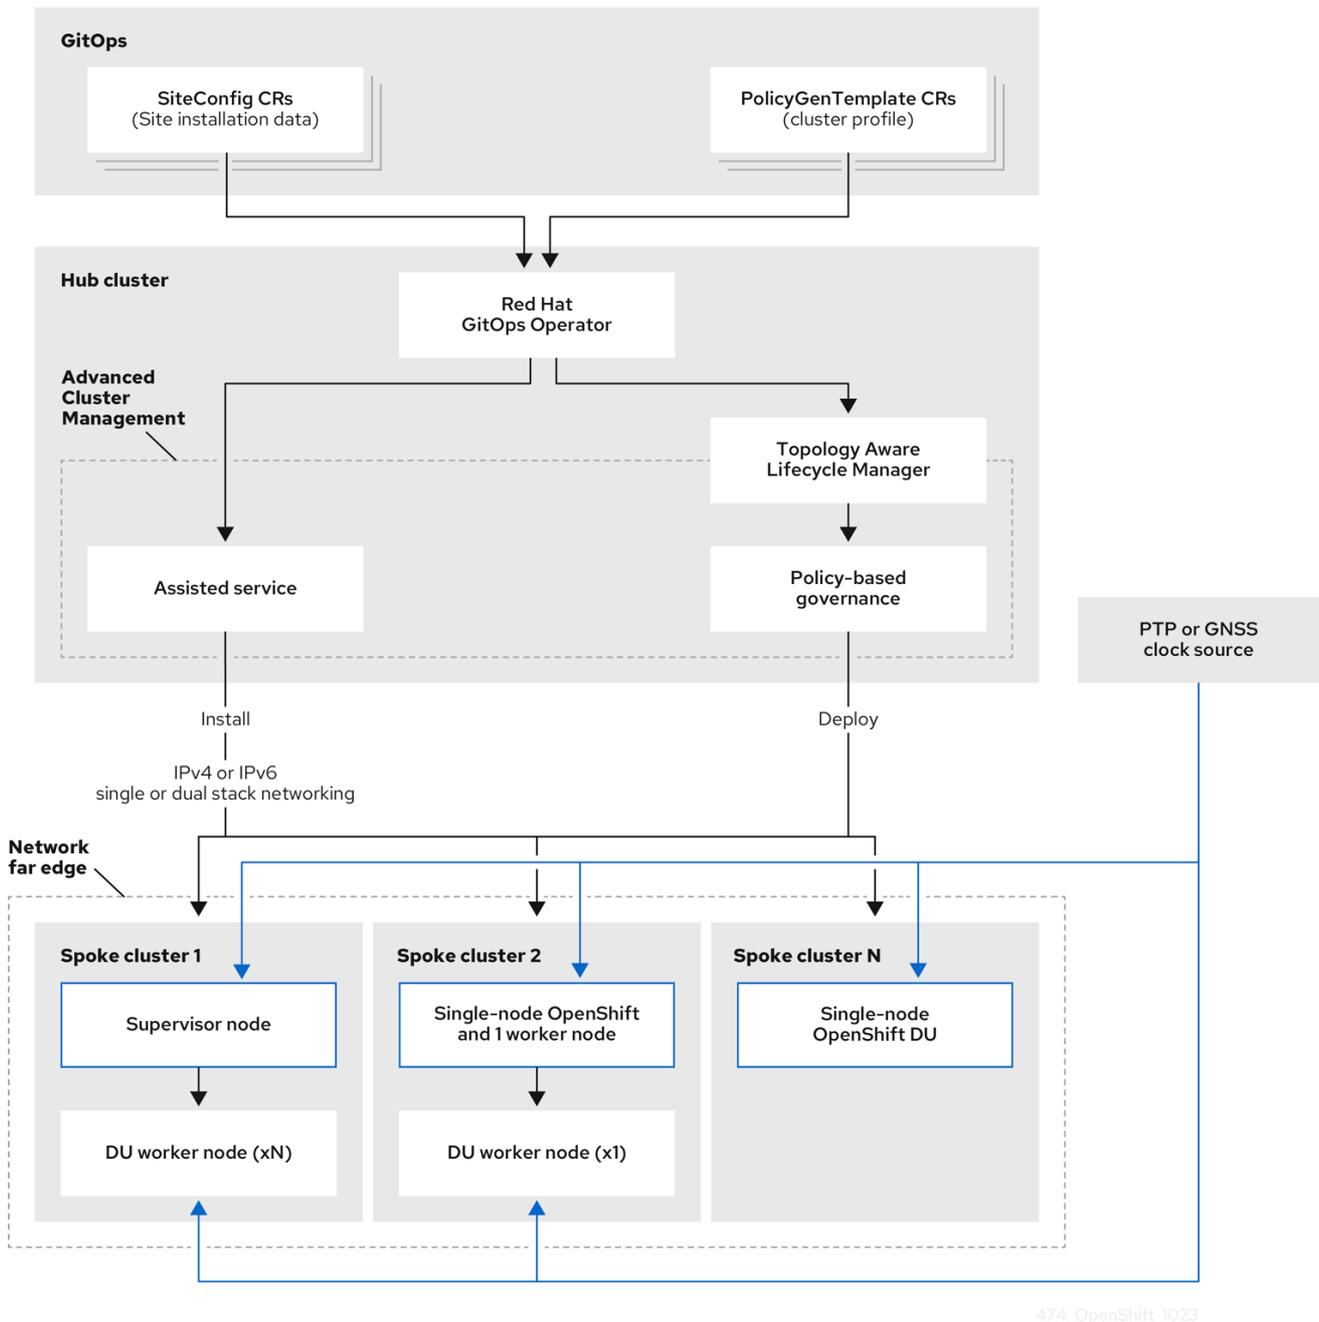 GitOps
SiteConfig CRs
(Site installation data)
PolicyGenTemplate CRs
(cluster profile)
Hub cluster
Red Hat
GitOps Operator
Advanced
Cluster
Management
Topology Aware
Lifecycle Manager
Assisted service
Policy-based
governance
PTP or GNSS
clock source
Install
Deploy
IPv4 or IPv6
single or dual stack networking
Network
far edge
Spoke cluster 1
Spoke cluster 2
Spoke cluster N
Supervisor node
Single-node OpenShift
and 1 worker node
Single-node
OpenShift DU
DU worker node (xN)
DU worker node (x1)
474_OpenShift_1023